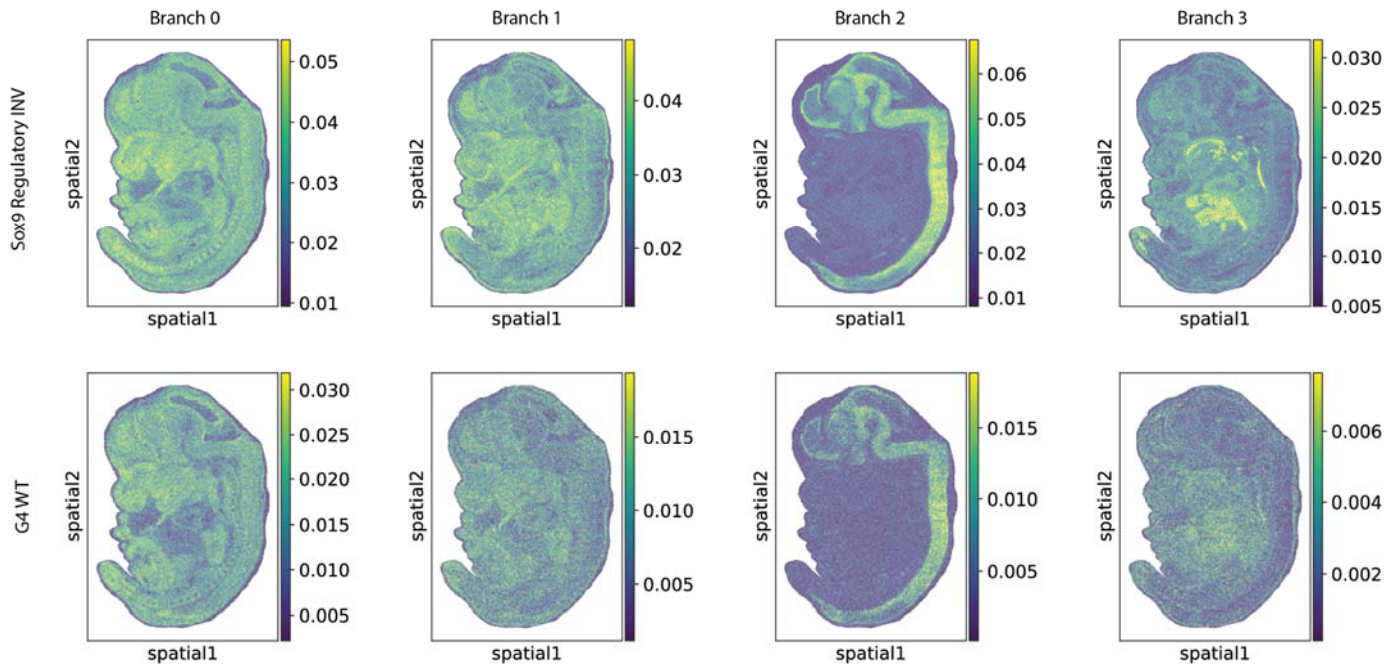 Branch 0
Branch 1
Branch 2
Branch 3
Sox9 Regulatory INV
spatial2
spatial1
0.05
0.04
0.03
0.02
0.01
spatial2
spatial1
0.04
0.03
0.02
spatial2
spatial1
0.06
0.05
0.04
0.03
0.02
0.01
spatial2
spatial1
0.030
0.025
0.020
0.015
0.010
0.005
G4 WT
spatial2
spatial1
0.030
0.025
0.020
0.015
0.010
0.005
spatial2
spatial1
0.015
0.010
0.005
spatial2
spatial1
0.015
0.010
0.005
spatial2
spatial1
0.006
0.004
0.002